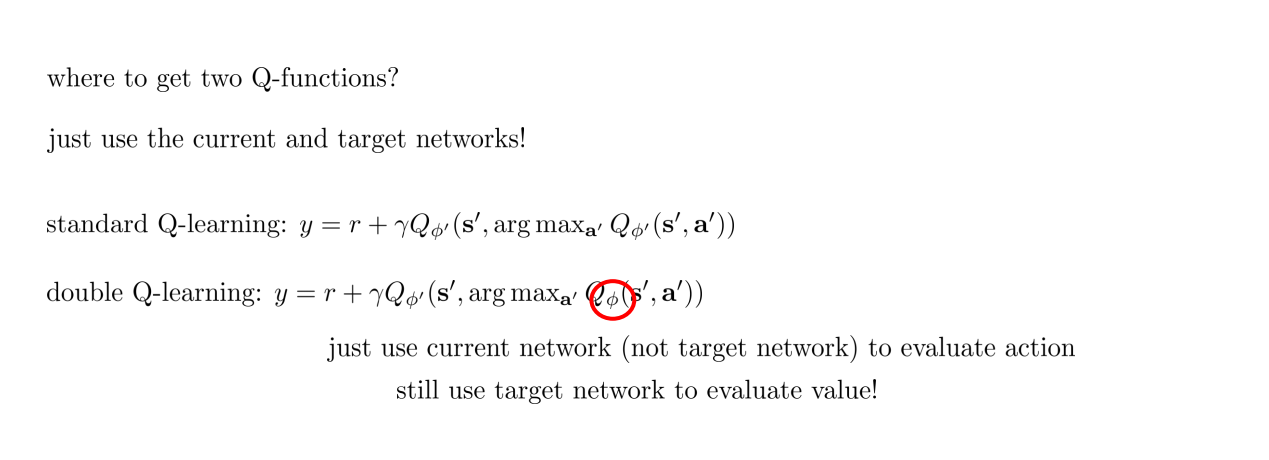 where to get two Q-functions?
just use the current and target networks!
standard Q-learning: $y = r + \gamma Q_{\phi'}(\mathbf{s}', \arg\max_{\mathbf{a}'} Q_{\phi'}(\mathbf{s}', \mathbf{a}'))$
double Q-learning: $y = r + \gamma Q_{\phi'}(\mathbf{s}', \arg\max_{\mathbf{a}'} Q_{\phi}(\mathbf{s}', \mathbf{a}'))$
just use current network (not target network) to evaluate action
still use target network to evaluate value!